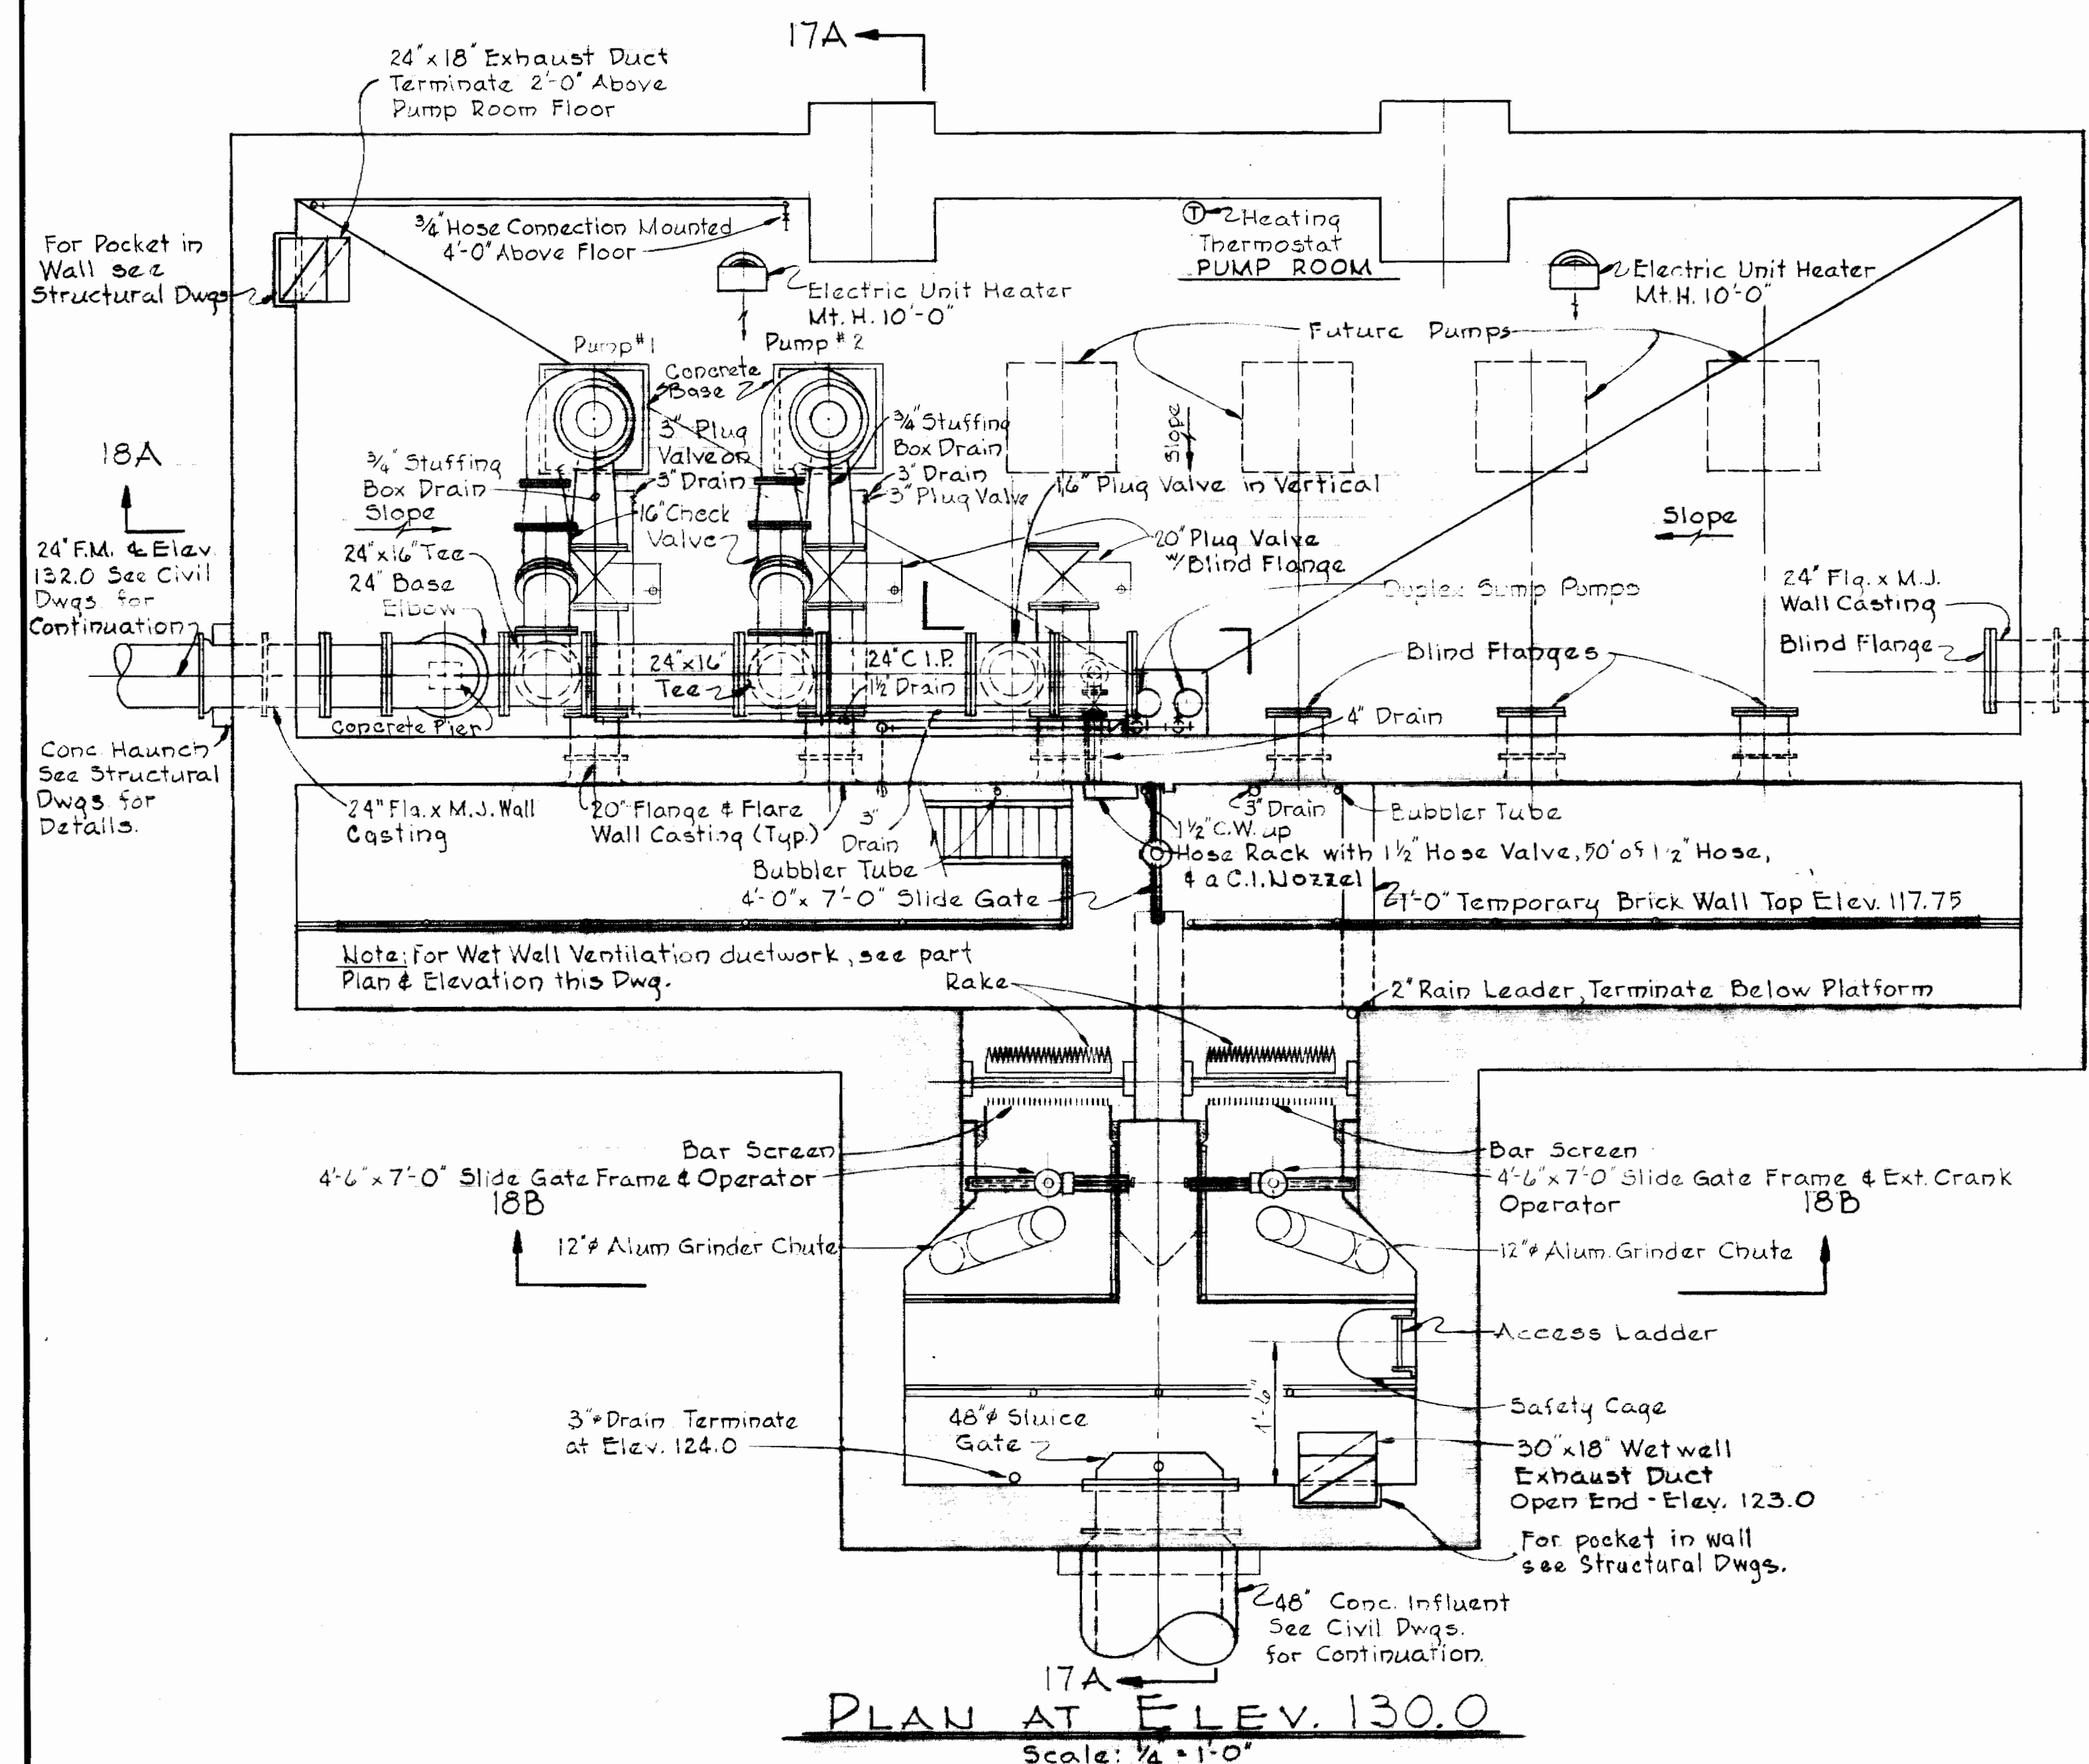 17A
24"x18" Exhaust Duct
Terminate 2'-0" Above
Pump Room Floor
For Pocket in
Wall see
Structural Dwgs
3/4" Hose Connection Mounted
4'-0" Above Floor
T
Heating
Thermostat
PUMP ROOM
Electric Unit Heater
Mt. H. 10'-0"
Electric Unit Heater
Mt. H. 10'-0"
Future Pumps
Pump #1
Pump #2
Concrete
Base
3" Plug
Valve on
3" Drain
3/4" Stuffing
Box Drain
3" Drain
3" Plug Valve
16" Plug Valve in Vertical
Slope
18A
3/4" Stuffing
Box Drain
Slope
24"x16" Tee
24" Base
Elbow
16" Check
Valve
20" Plug Valve
w/Blind Flange
Slope
Duplex Sump Pumps
24" F.M. & Elev.
132.0 See Civil
Dwgs. for
Continuation
24" Flg. x M.J.
Wall Casting
Blind Flange
24"x16"
Tee
24" C.I.P.
1½" Drain
Blind Flanges
Concrete Pier
4" Drain
Conc. Haunch
See Structural
Dwgs for
Details.
24" Flg. x M.J. Wall
Casting
20" Flange & Flare
Wall Casting (Typ.)
3"
Drain
Bubbler Tube
4'-0" x 7'-0" Slide Gate
3" Drain
Bubbler Tube
1½" C.W. up
Hose Rack with 1½" Hose Valve, 50' of 1½" Hose,
& a C.I. Nozzel
1'-0" Temporary Brick Wall Top Elev. 117.75
Note: For Wet Well Ventilation ductwork, see part
Plan & Elevation this Dwg.
Rake
2" Rain Leader, Terminate Below Platform
Bar Screen
4'-6" x 7'-0" Slide Gate Frame & Operator
18B
12"ø Alum Grinder Chute
Bar Screen
4'-6" x 7'-0" Slide Gate Frame & Ext. Crank
Operator
18B
12"ø Alum. Grinder Chute
Access Ladder
Safety Cage
3"ø Drain Terminate
at Elev. 124.0
48"ø Sluice
Gate
30"x18" Wetwell
Exhaust Duct
Open End - Elev. 123.0
For pocket in wall
see Structural Dwgs.
48" Conc. Influent
See Civil Dwgs.
for Continuation.
17A
PLAN AT ELEV. 130.0
Scale: ¼" = 1'-0"